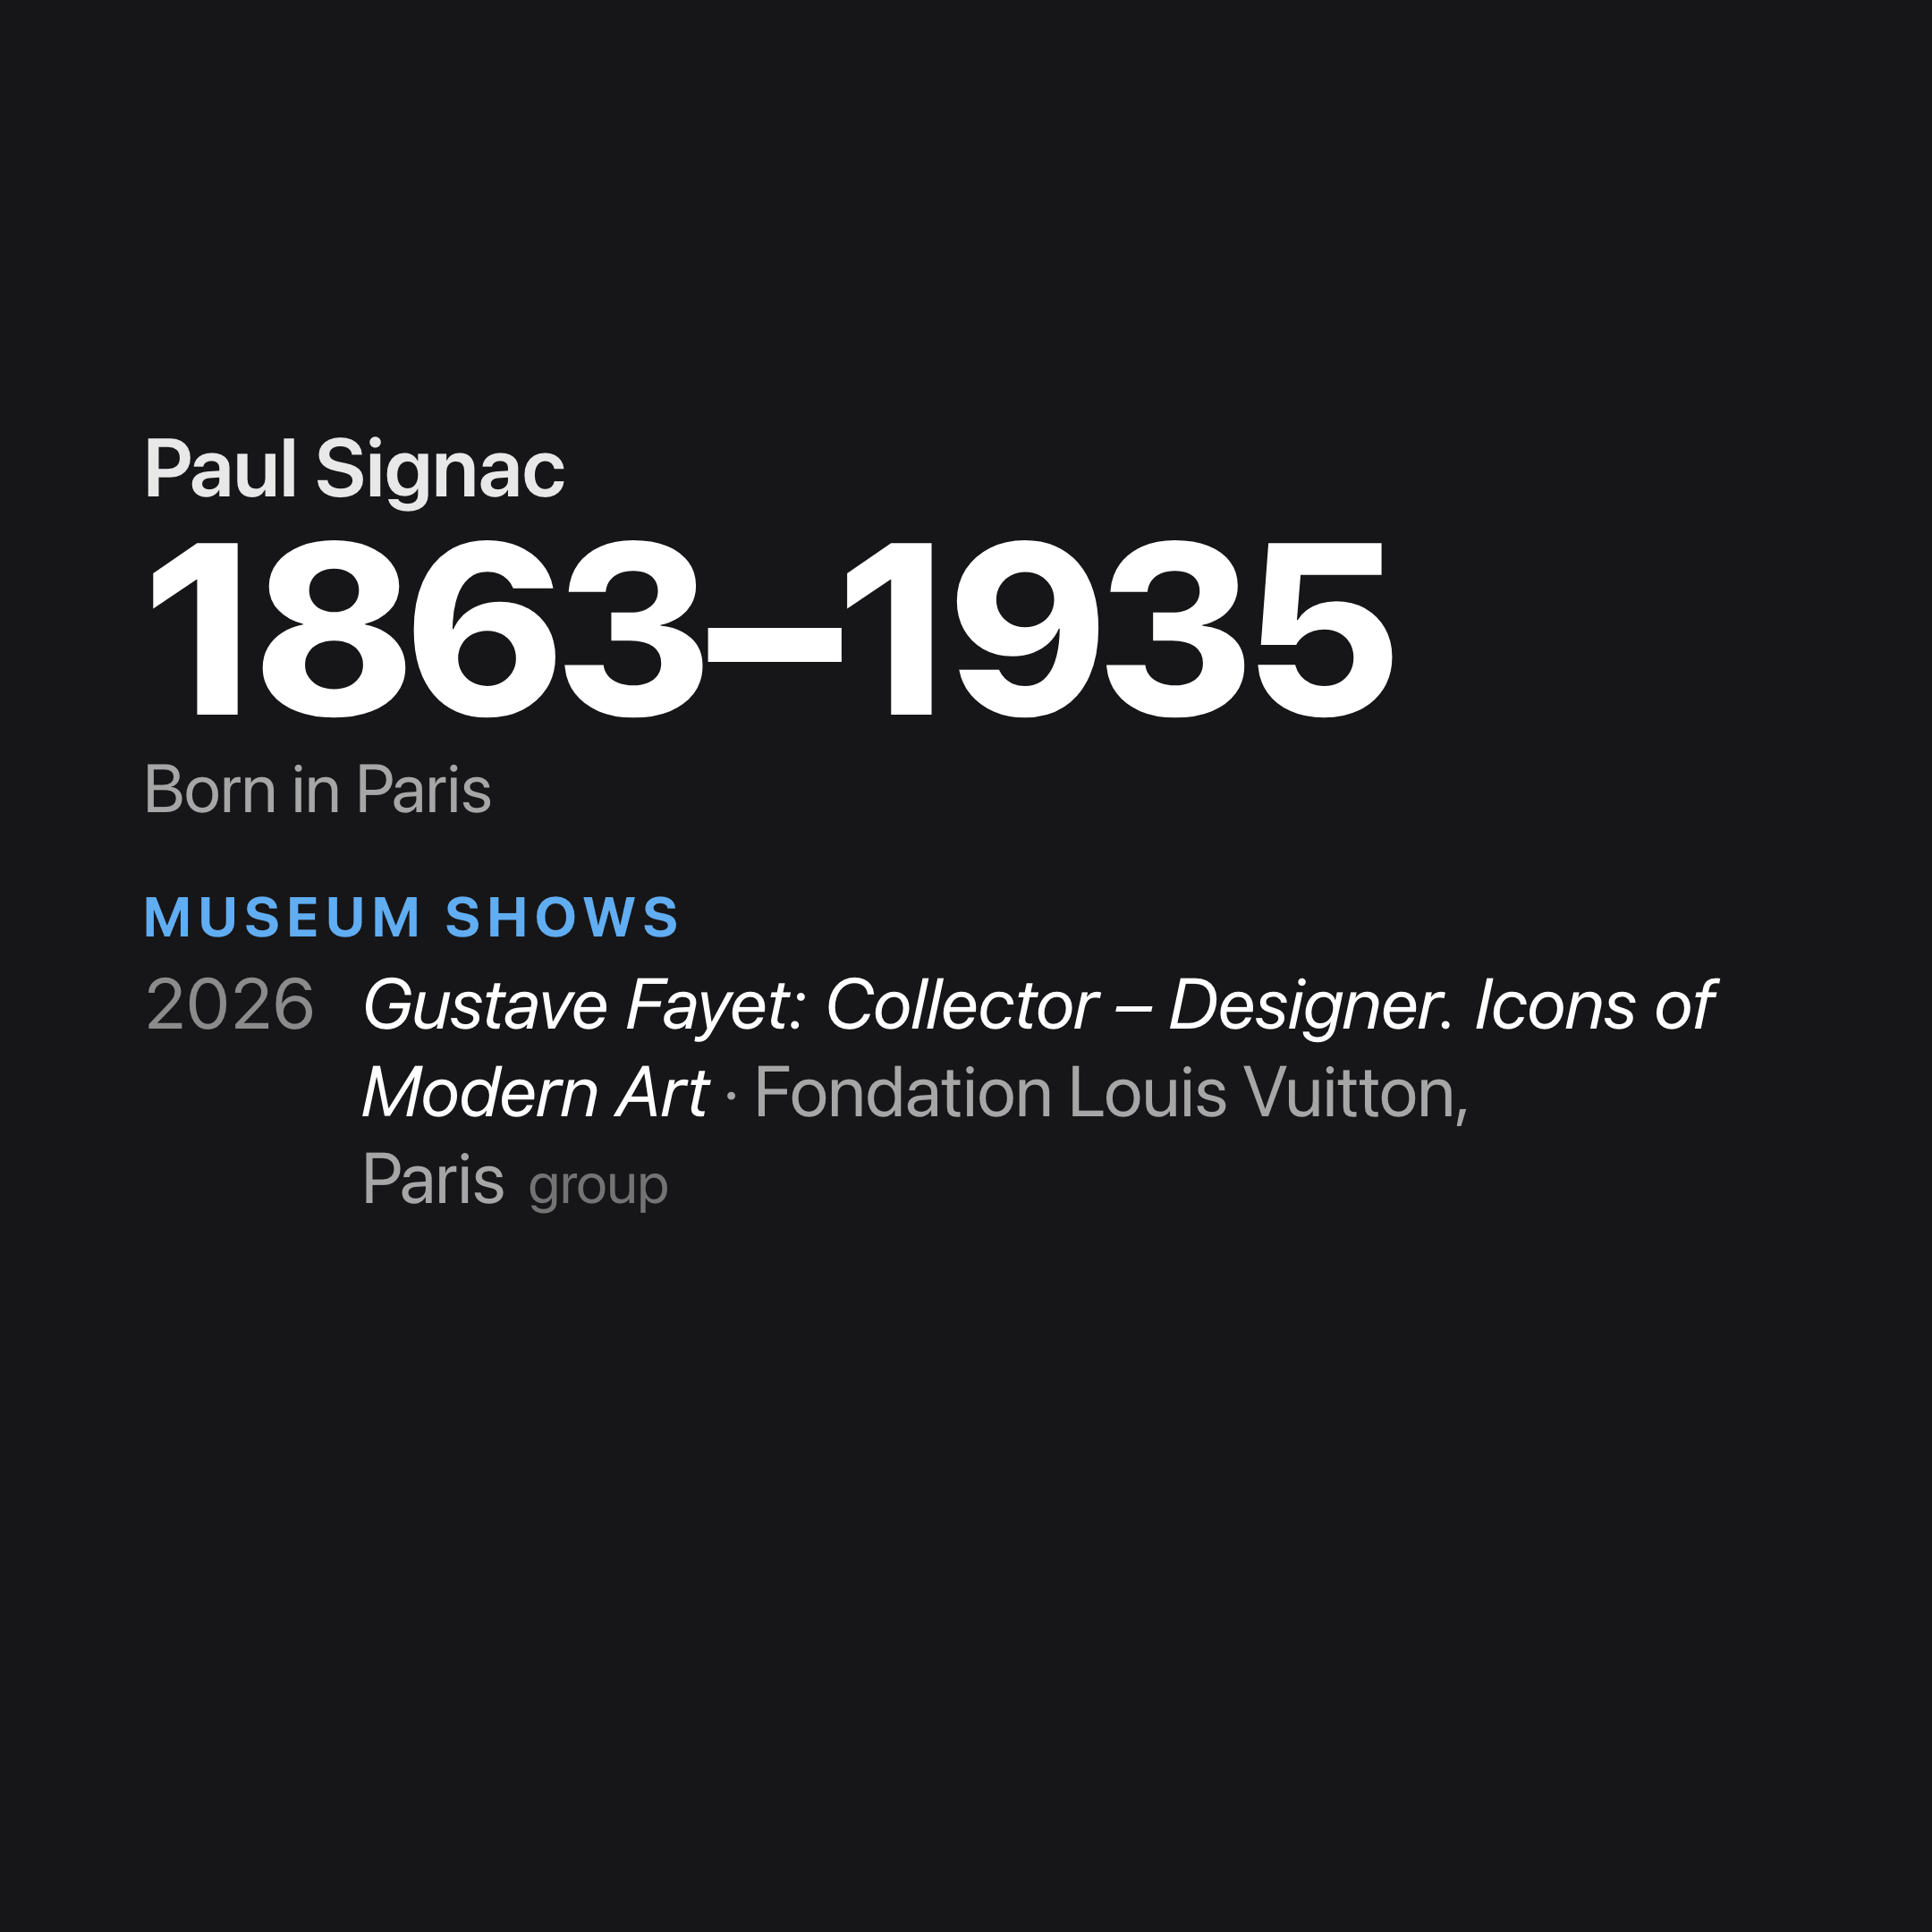 Paul Signac
1863–1935
Born in Paris
MUSEUM SHOWS
2026 Gustave Fayet: Collector – Designer. Icons of
Modern Art · Fondation Louis Vuitton,
Paris group